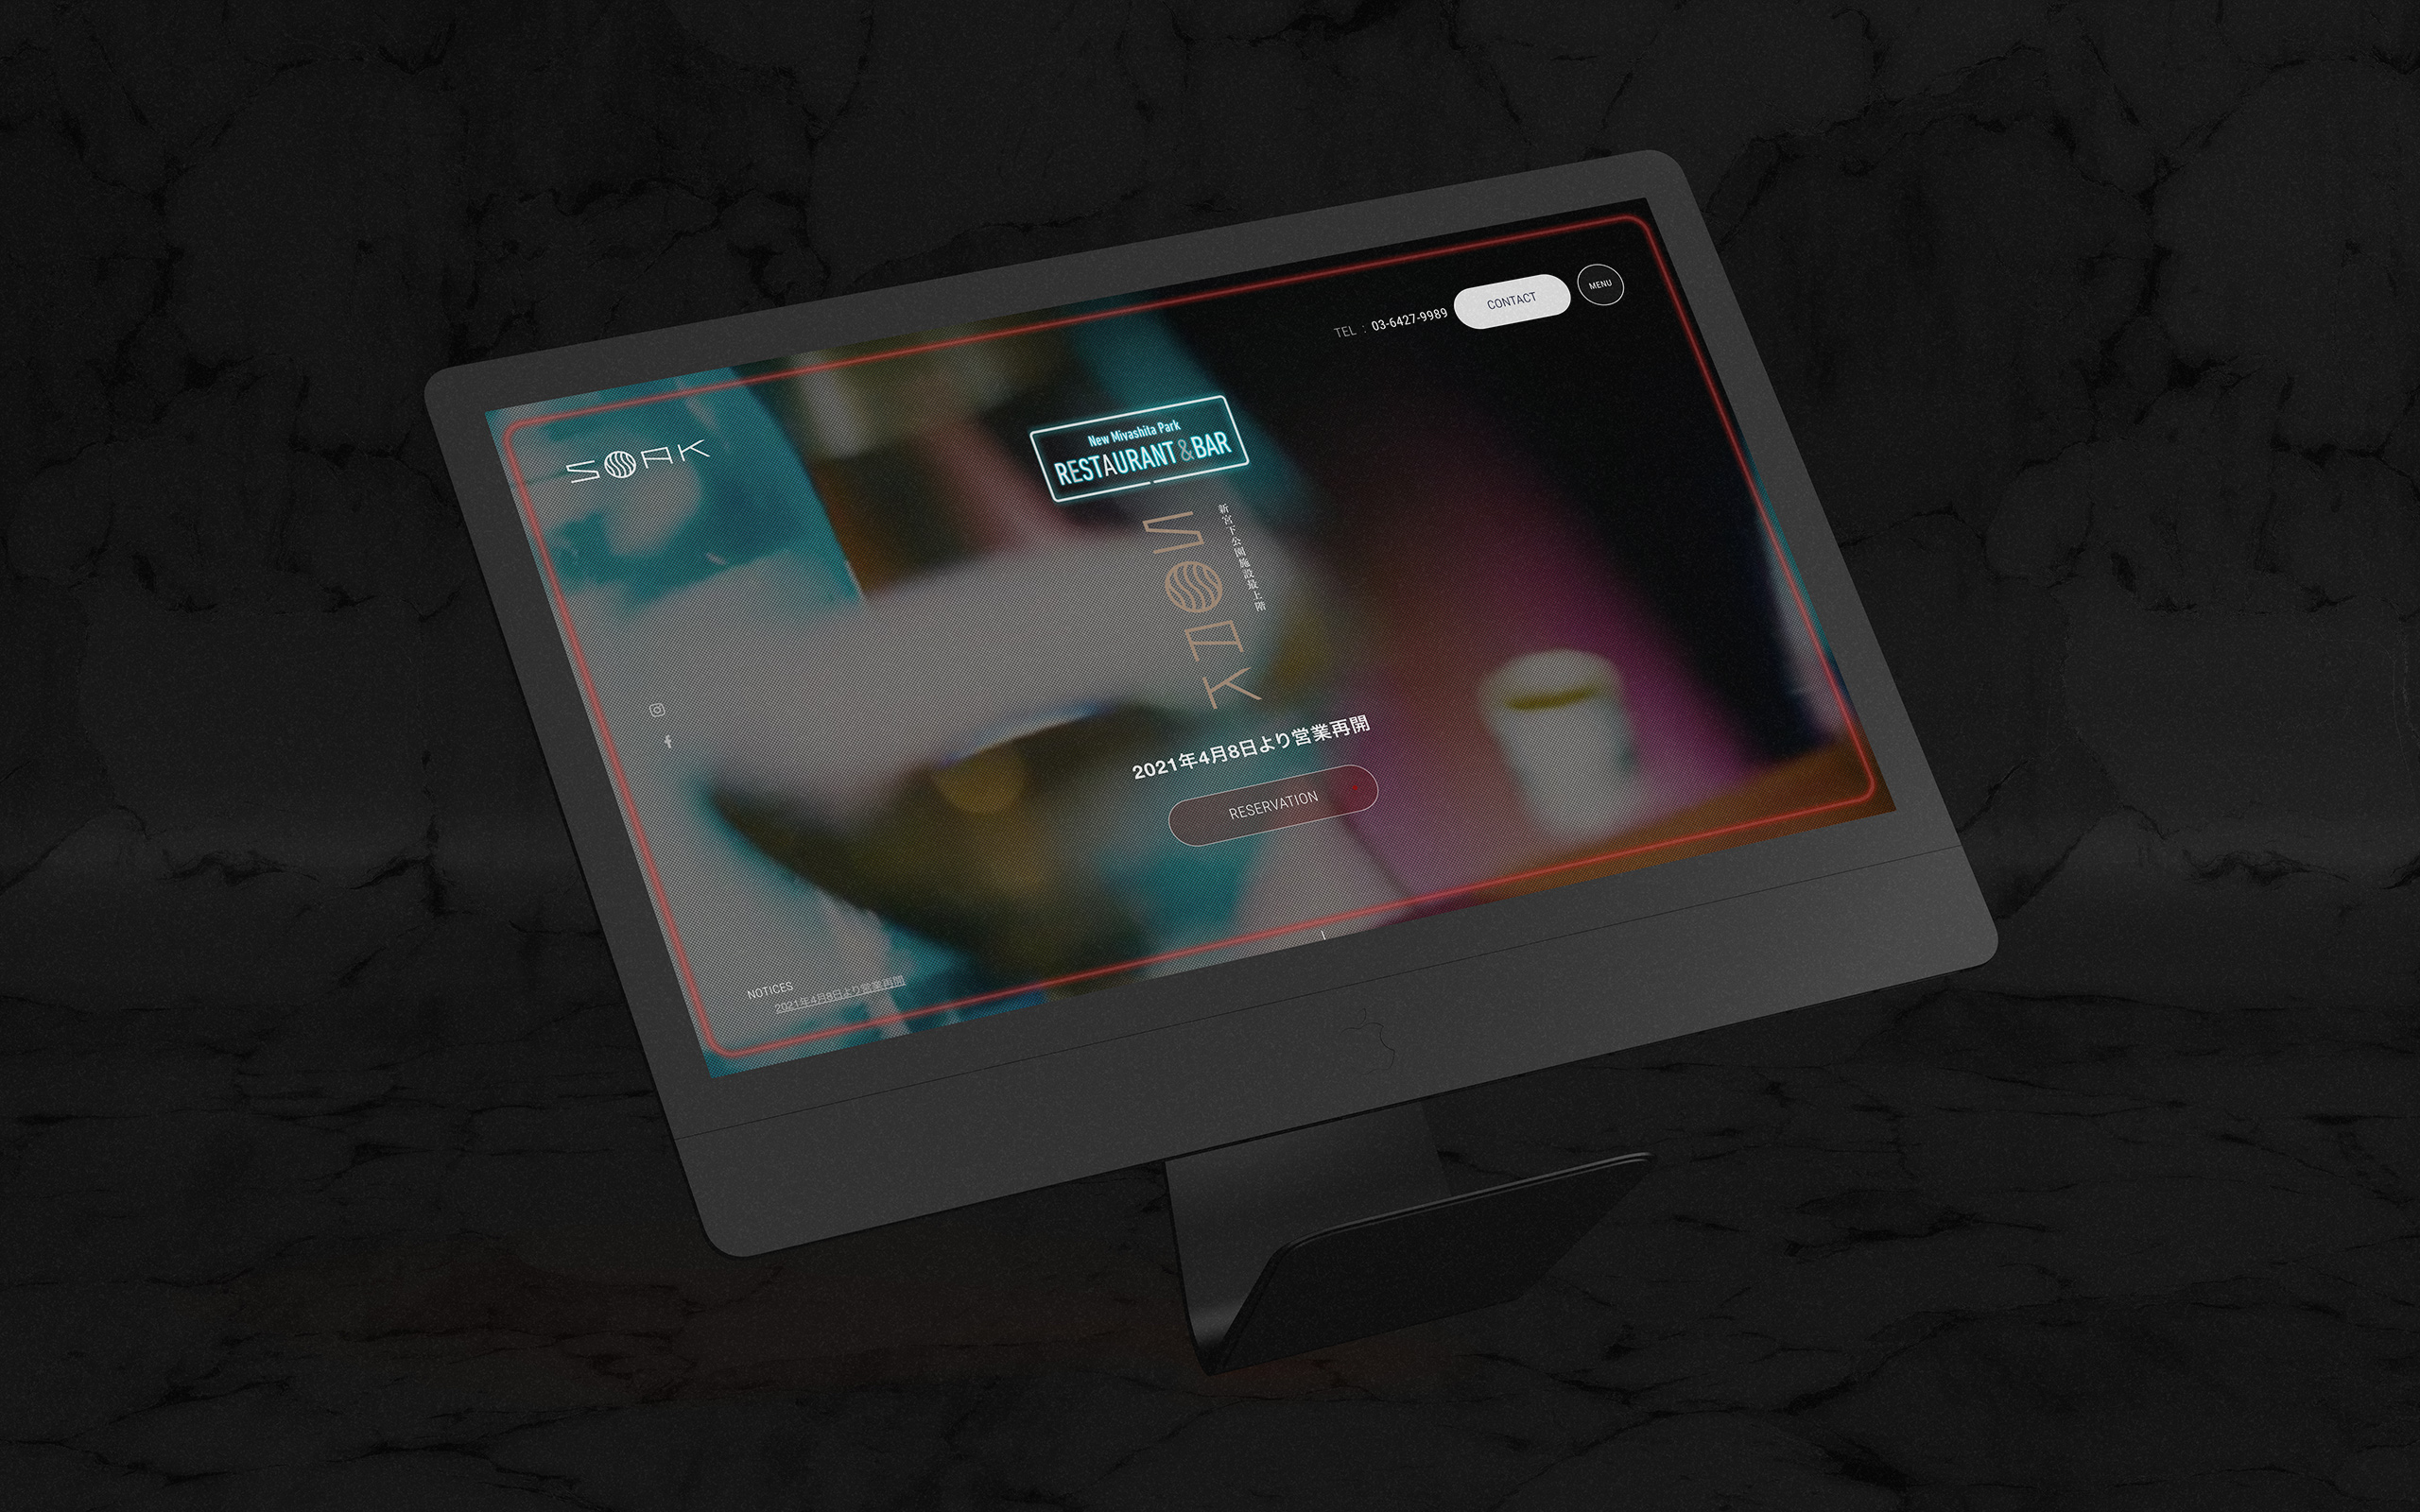 SOAK
TEL : 03-6427-9989
CONTACT
MENU
New Miyashita Park
RESTAURANT & BAR
SOAK
新宮下公園施設最上階
2021年4月8日より営業再開
RESERVATION
NOTICES
2021年4月8日より営業再開